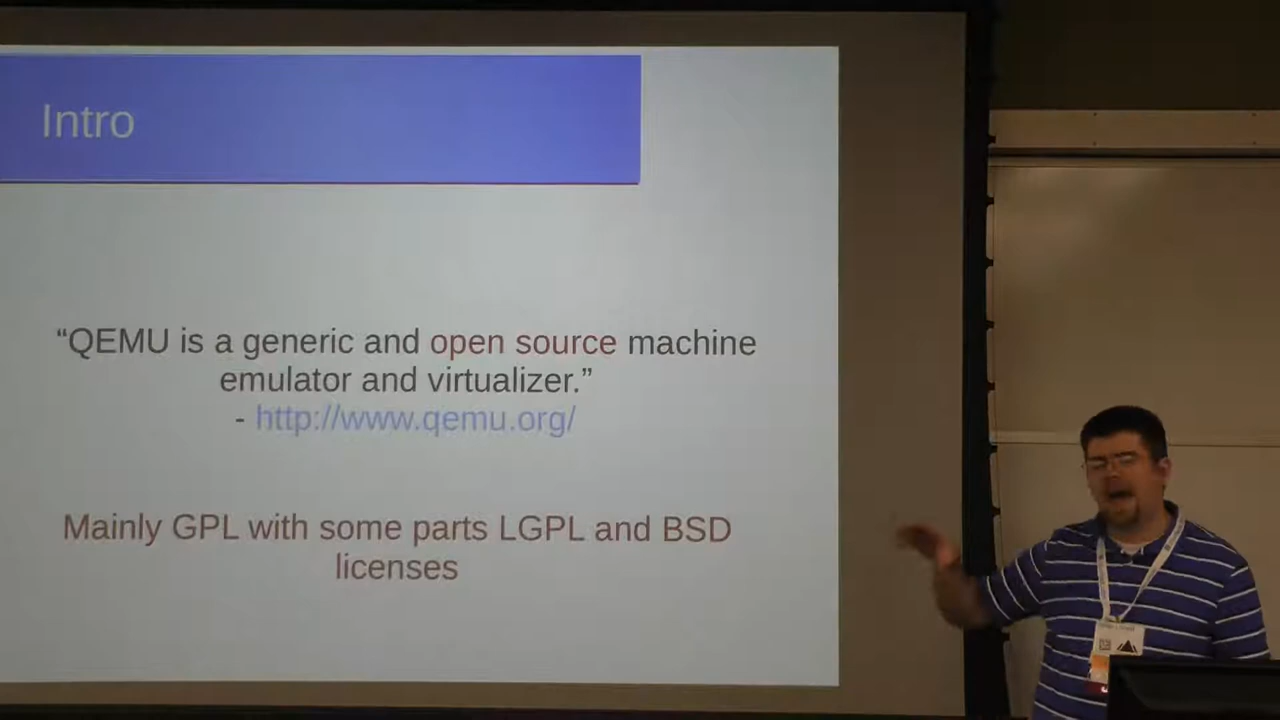 Intro
“QEMU is a generic and open source machine
emulator and virtualizer.”
- http://www.qemu.org/
Mainly GPL with some parts LGPL and BSD
licenses